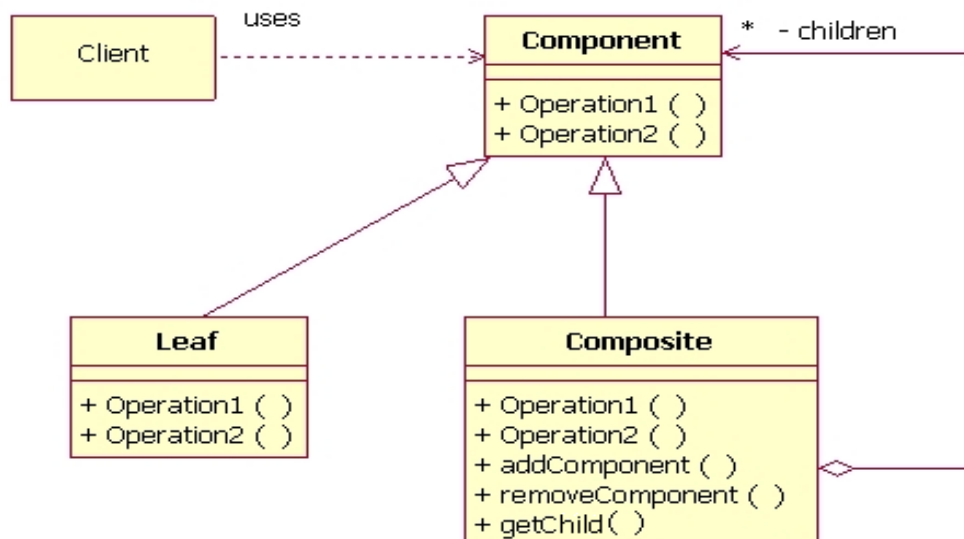 uses
Client
Component
* - children
+ Operation1 ( )
+ Operation2 ( )
Leaf
+ Operation1 ( )
+ Operation2 ( )
Composite
+ Operation1 ( )
+ Operation2 ( )
+ addComponent ( )
+ removeComponent ( )
+ getChild( )